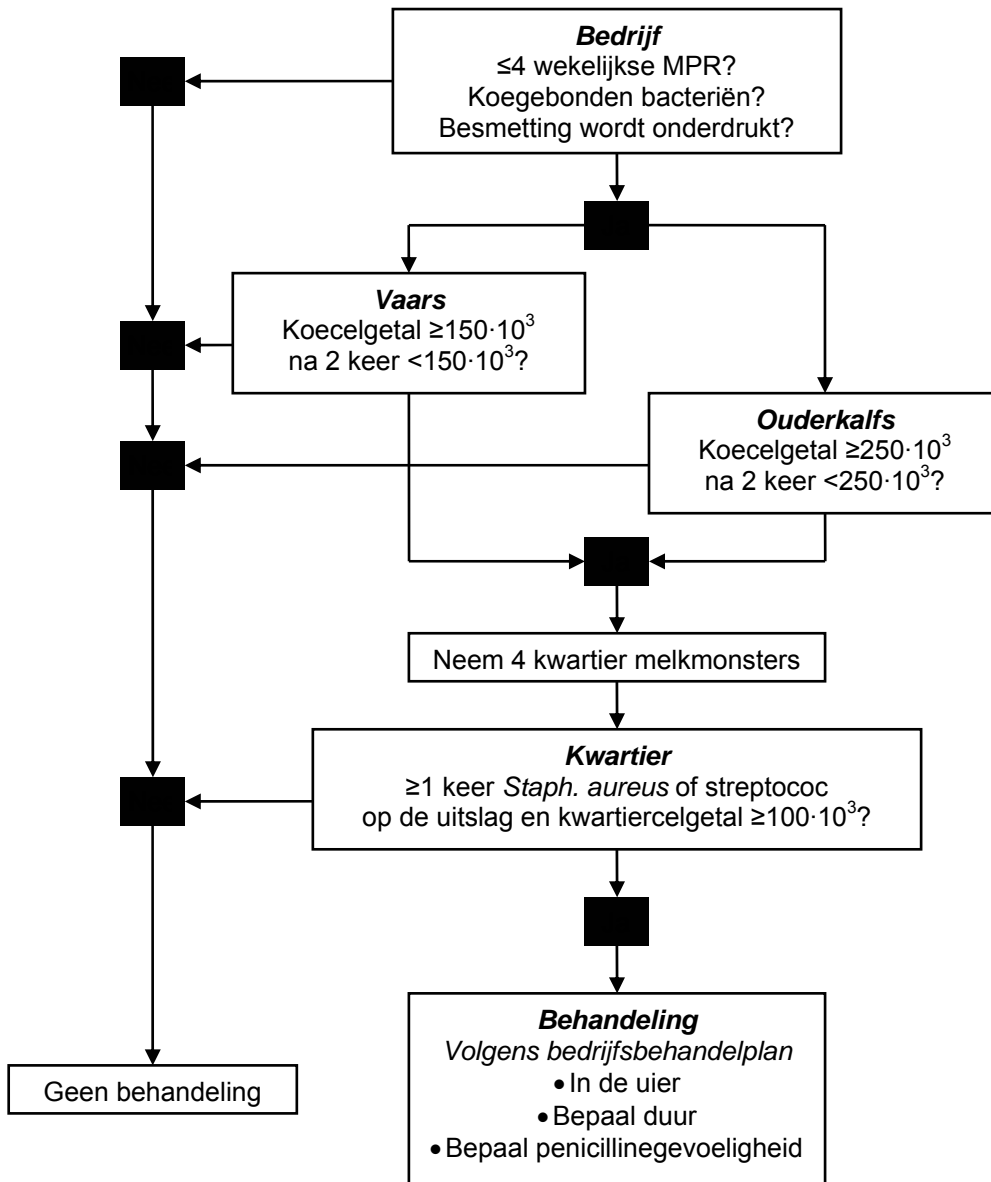 Bedrijf
≤4 wekelijkse MPR?
Koegebonden bacteriën?
Besmetting wordt onderdrukt?
Vaars
Koecelgetal ≥150·10³
na 2 keer <150·10³?
Ouderkalfs
Koecelgetal ≥250·10³
na 2 keer <250·10³?
Neem 4 kwartier melkmonsters
Kwartier
≥1 keer Staph. aureus of streptococ
op de uitslag en kwartiercelgetal ≥100·10³?
Geen behandeling
Behandeling
Volgens bedrijfsbehandelplan
•In de uier
•Bepaal duur
•Bepaal penicillinegevoeligheid